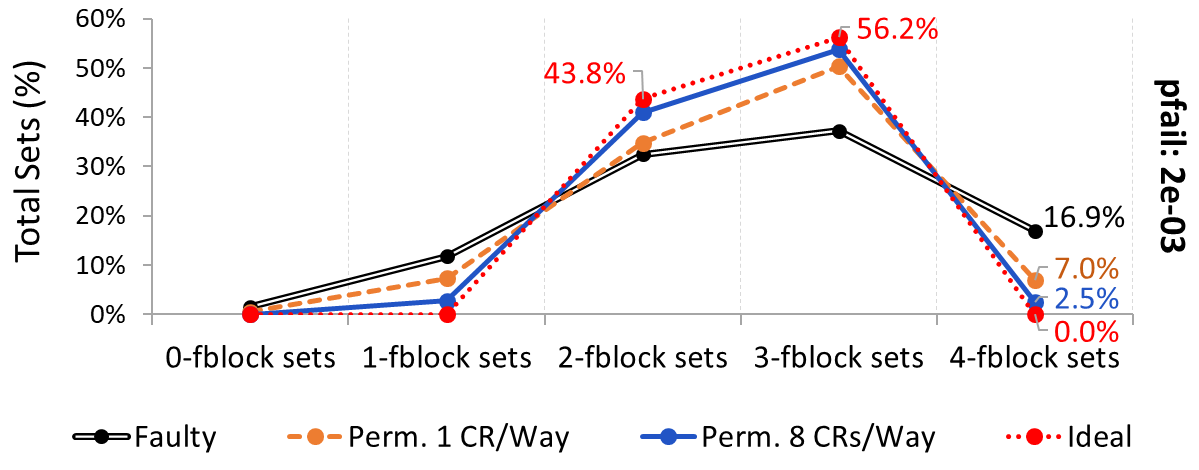 60%
50%
40%
30%
20%
10%
0%
Total Sets (%)
43.8%
56.2%
16.9%
7.0%
2.5%
0.0%
0-fblock sets
1-fblock sets
2-fblock sets
3-fblock sets
4-fblock sets
pfail: 2e-03
Faulty
Perm. 1 CR/Way
Perm. 8 CRs/Way
Ideal